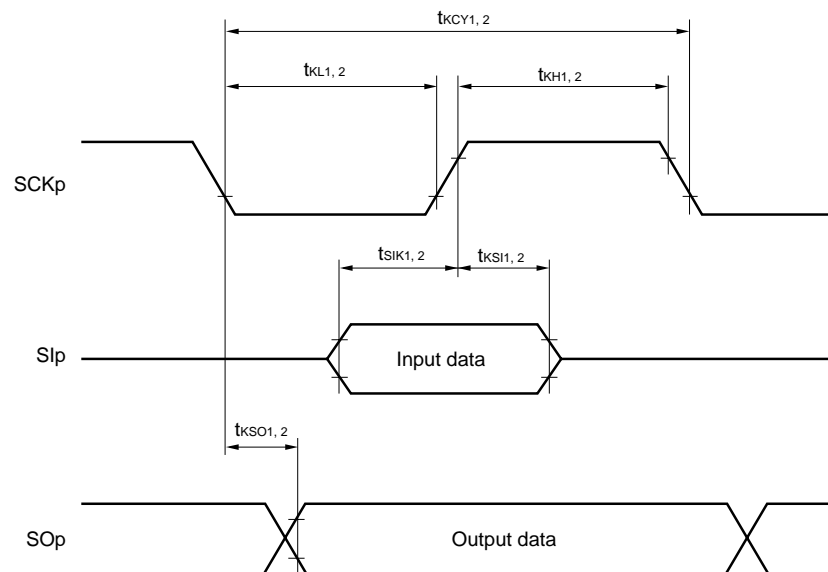 tKCY1, 2
tKL1, 2
tKH1, 2
SCKp
tSIK1, 2
tKSI1, 2
SIp
Input data
tKSO1, 2
SOp
Output data